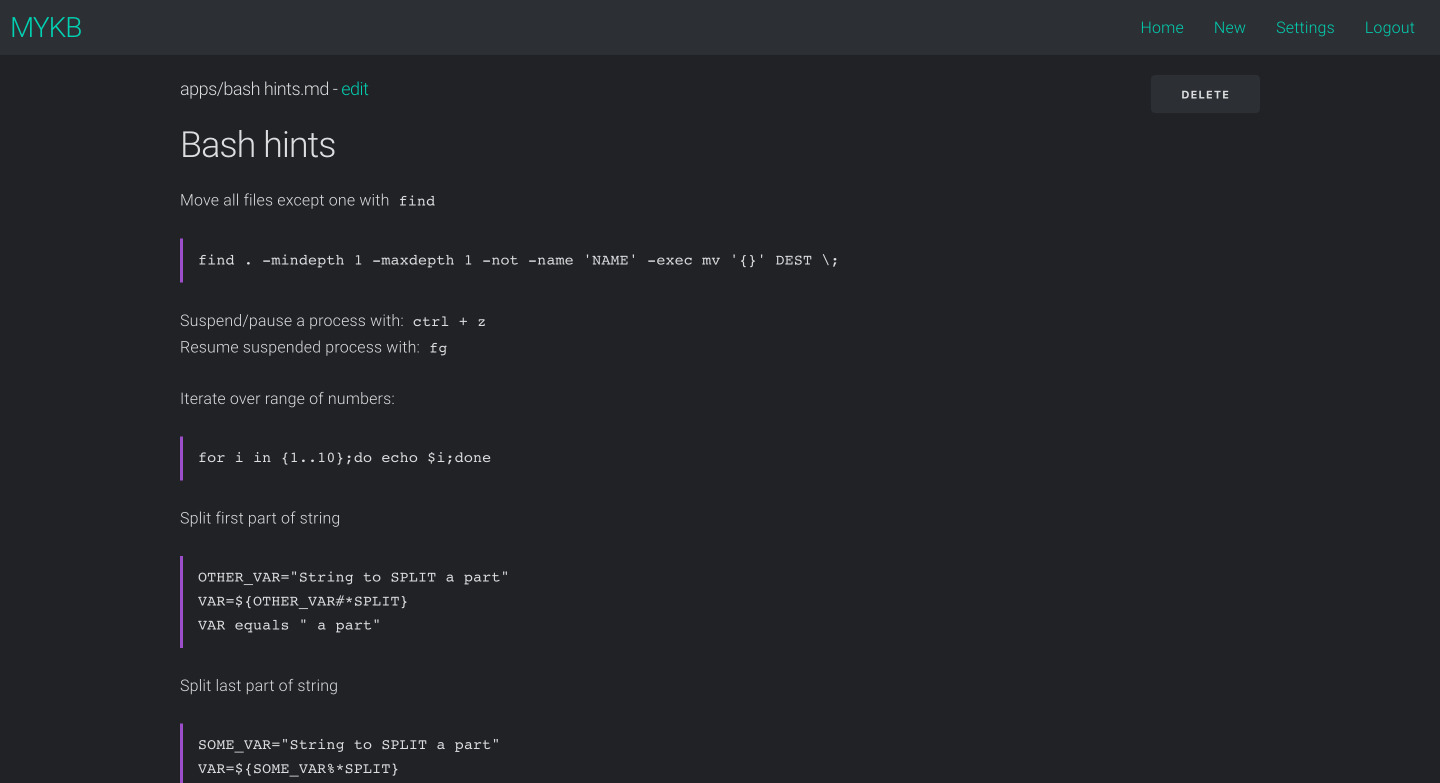 MYKB
Home New Settings Logout
apps/bash hints.md - edit
DELETE
Bash hints
Move all files except one with find
find . -mindepth 1 -maxdepth 1 -not -name 'NAME' -exec mv '{}' DEST \;
Suspend/pause a process with: ctrl + z
Resume suspended process with: fg
Iterate over range of numbers:
for i in {1..10};do echo $i;done
Split first part of string
OTHER_VAR="String to SPLIT a part"
VAR=${OTHER_VAR#*SPLIT}
VAR equals " a part"
Split last part of string
SOME_VAR="String to SPLIT a part"
VAR=${SOME_VAR%*SPLIT}